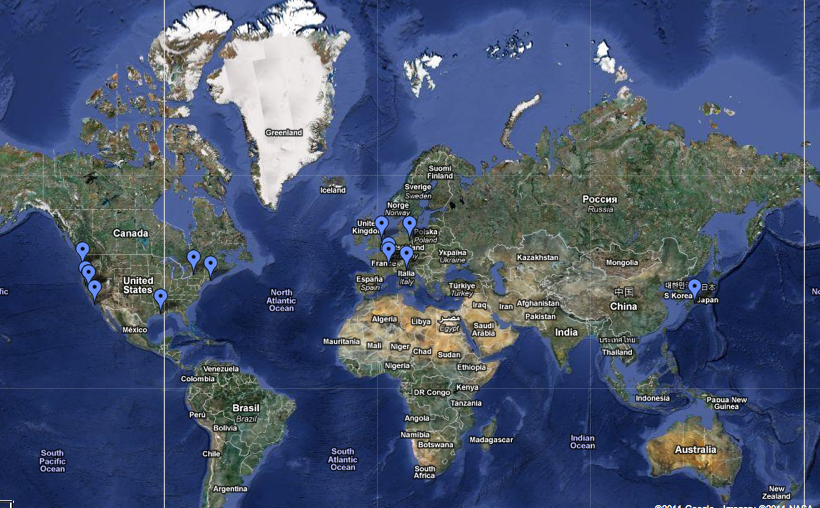 Greenland
Iceland
Suomi
Finland
Sverige
Sweden
Norge
Norway
Россия
Russia
Canada
United
Kingdom
Polska
Poland
Україна
Ukraine
France
Italia
Italy
España
Spain
Türkiye
Turkey
Kazakhstan
Mongolia
中国
China
대한민
S Korea
日本
Japan
United
States
North
Atlantic
Ocean
México
Algeria
Libya
مصر
Egypt
Iraq
Iran
Afghanistan
Pakistan
Saudi
Arabia
India
Mauritania
Mali
Niger
Chad
Sudan
Nigeria
Ethiopia
ประเทศไทย
Thailand
Venezuela
Colombia
DR Congo
Kenya
Tanzania
Indonesia
Papua New
Guinea
Brasil
Brazil
Perú
Bolivia
Angola
Namibia
Botswana
Madagascar
Indian
Ocean
Chile
South
Pacific
Ocean
South
Atlantic
Ocean
Australia
South
Africa
Argentina
New
Zealand